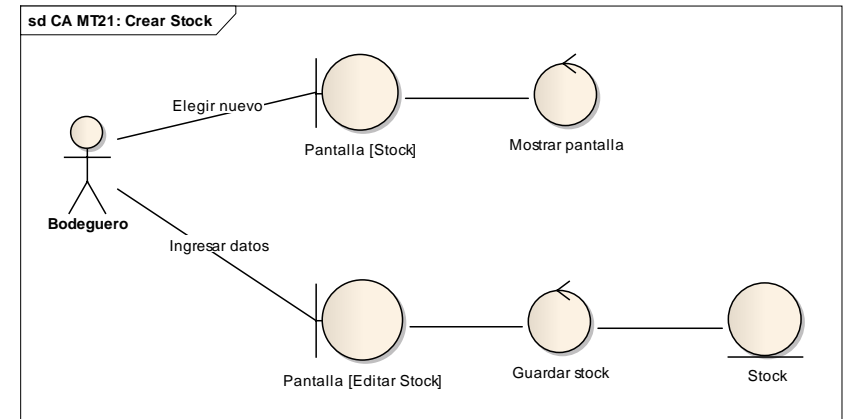 sd CA MT21: Crear Stock
Elegir nuevo
Pantalla [Stock]
Mostrar pantalla
Bodeguero
Ingresar datos
Pantalla [Editar Stock]
Guardar stock
Stock